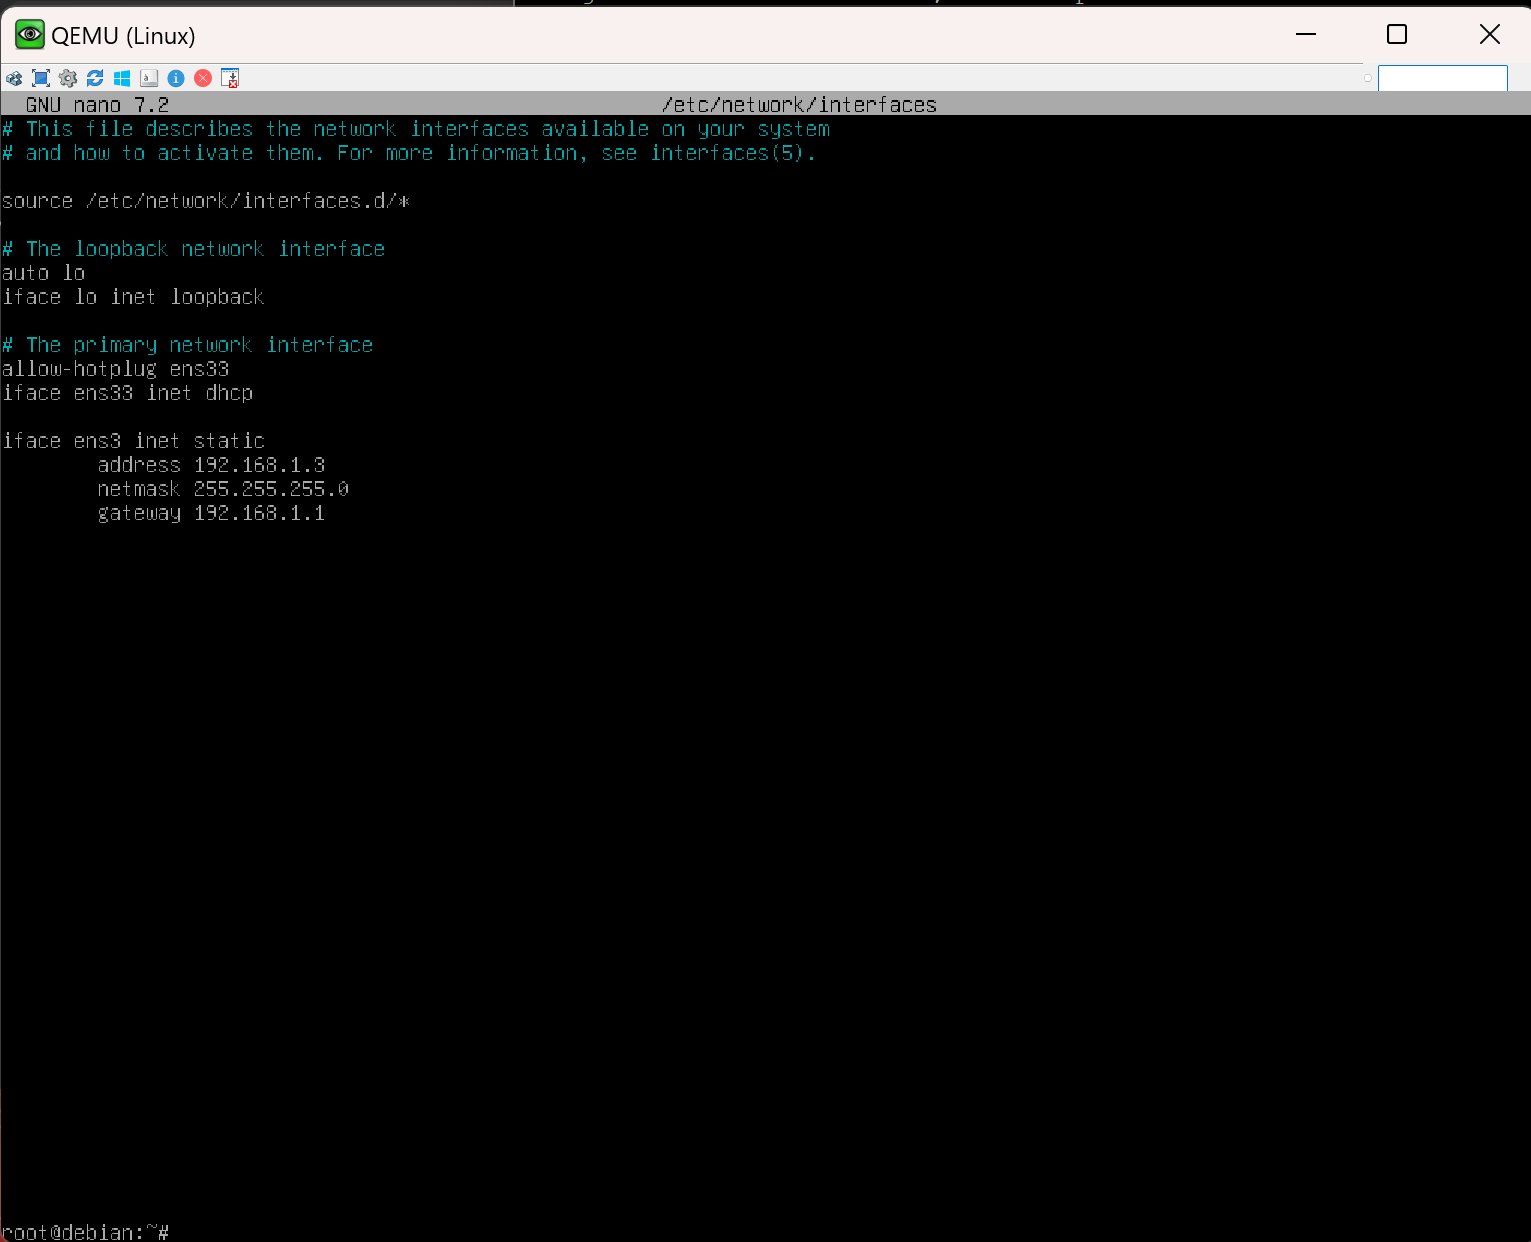 QEMU (Linux)
GNU nano 7.2 /etc/network/interfaces
# This file describes the network interfaces available on your system
# and how to activate them. For more information, see interfaces(5).
source /etc/network/interfaces.d/*
# The loopback network interface
auto lo
iface lo inet loopback
# The primary network interface
allow-hotplug ens33
iface ens33 inet dhcp
iface ens3 inet static
address 192.168.1.3
netmask 255.255.255.0
gateway 192.168.1.1
root@debian:~#